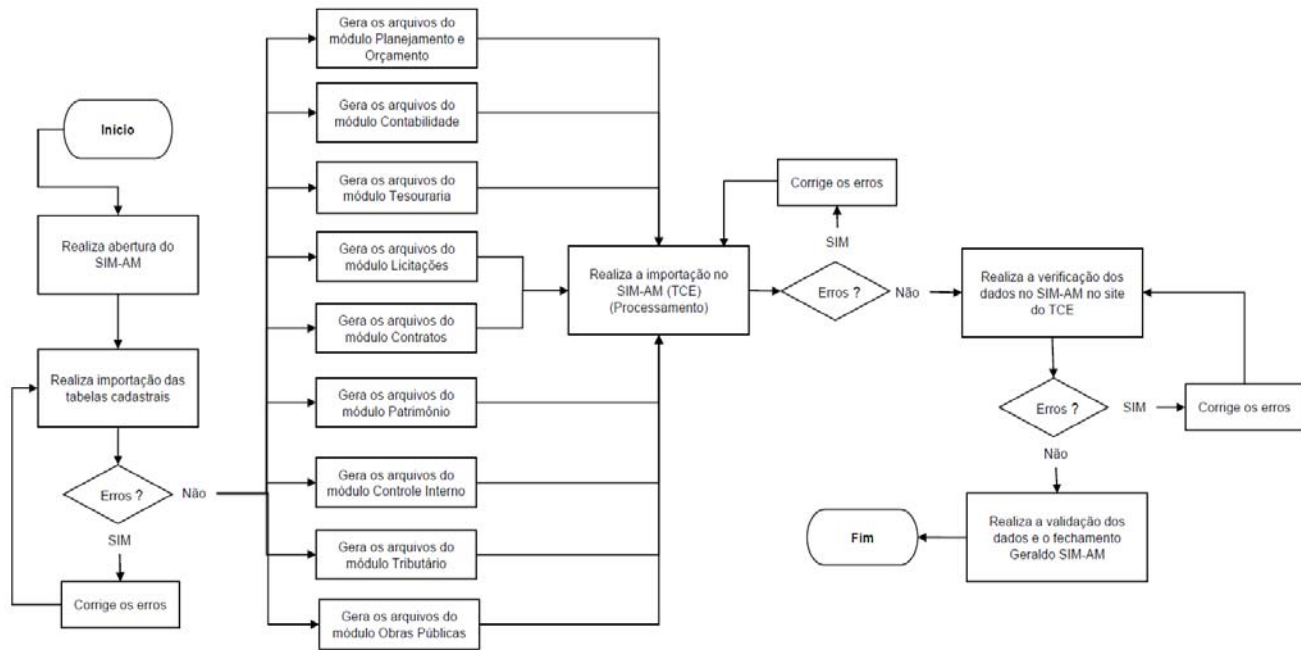 Início
Realiza abertura do
SIM-AM
Realiza importação das
tabelas cadastrais
Erros ?
Não
SIM
Corrige os erros
Gera os arquivos do
módulo Planejamento e
Orçamento
Gera os arquivos do
módulo Contabilidade
Gera os arquivos do
módulo Tesouraria
Gera os arquivos do
módulo Licitações
Gera os arquivos do
módulo Contratos
Gera os arquivos do
módulo Patrimônio
Gera os arquivos do
módulo Controle Interno
Gera os arquivos do
módulo Tributário
Gera os arquivos do
módulo Obras Públicas
Realiza a importação no
SIM-AM (TCE)
(Processamento)
Corrige os erros
SIM
Erros ?
Não
Realiza a verificação dos
dados no SIM-AM no site
do TCE
Erros ?
SIM
Corrige os erros
Não
Realiza a validação dos
dados e o fechamento
Geraldo SIM-AM
Fim